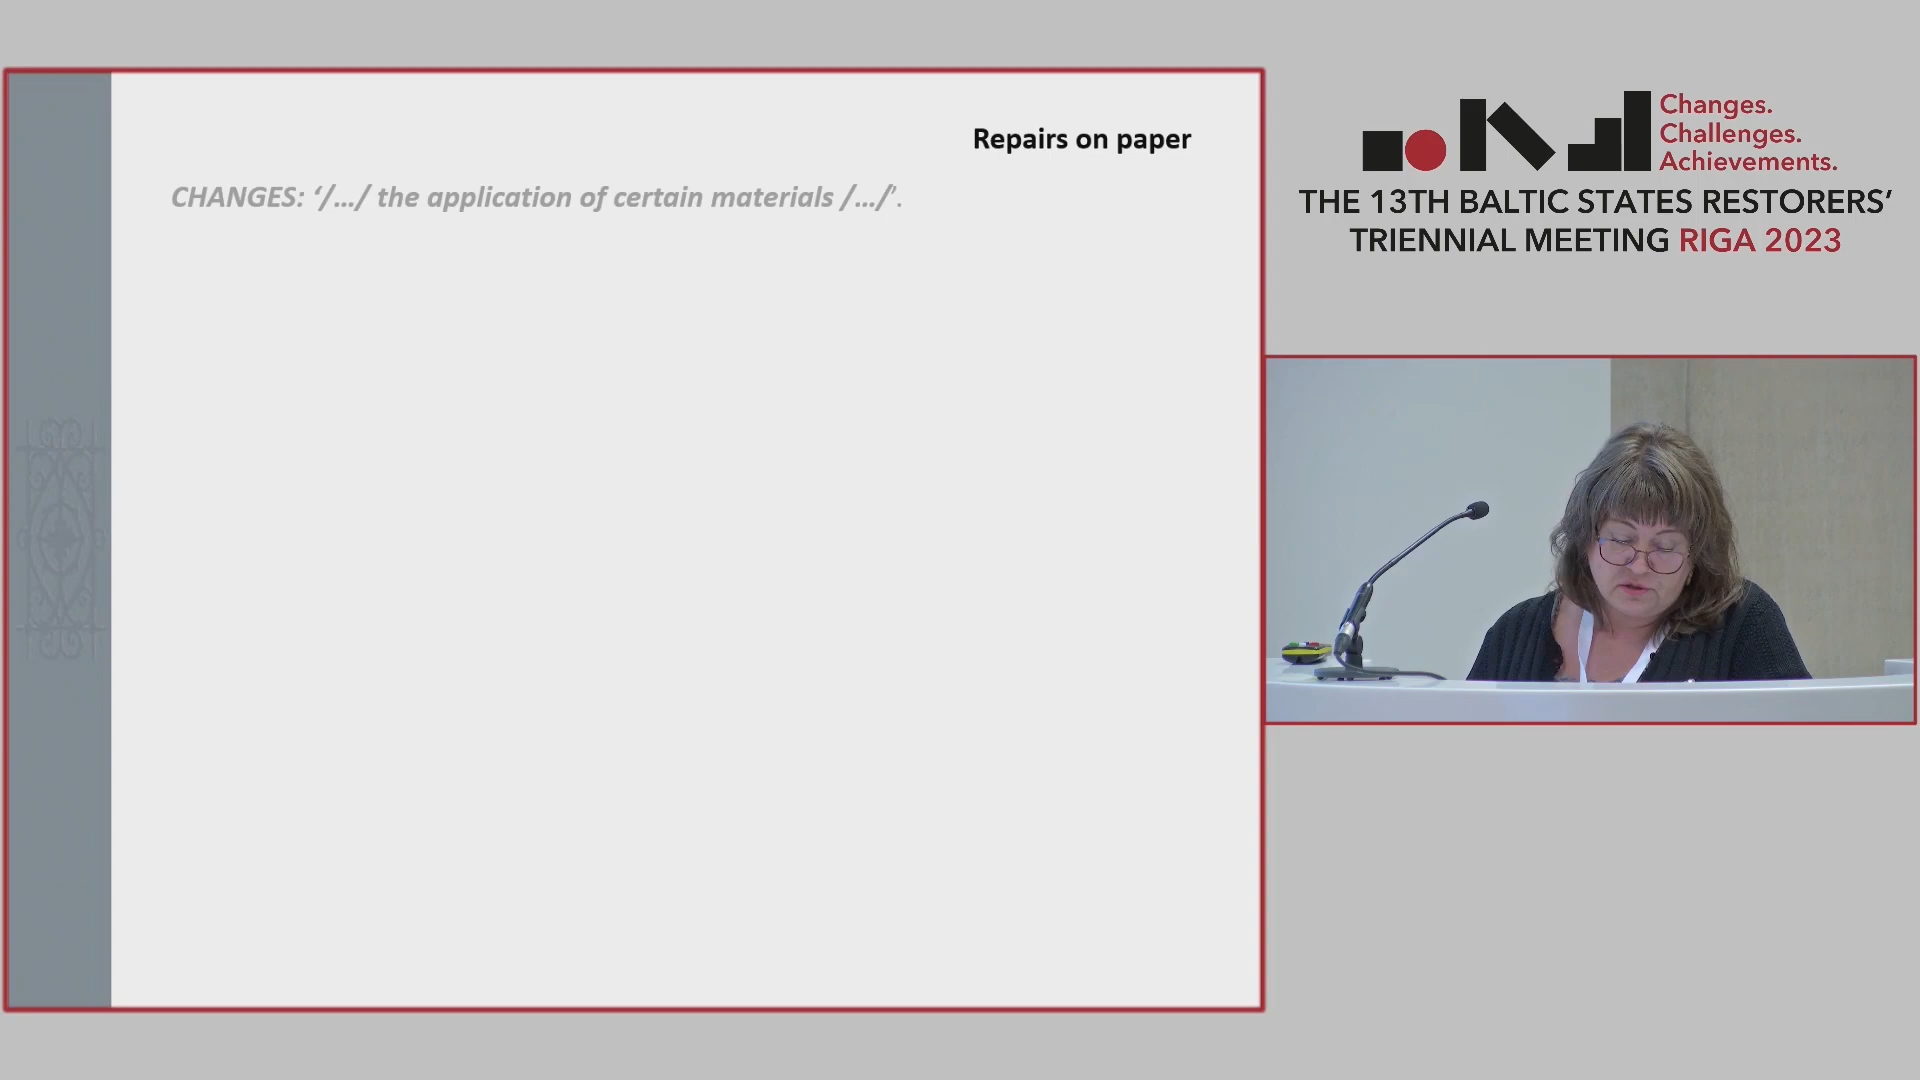 Repairs on paper
CHANGES: ‘/…/ the application of certain materials /…/’.
Changes.
Challenges.
Achievements.
THE 13TH BALTIC STATES RESTORERS’
TRIENNIAL MEETING RIGA 2023